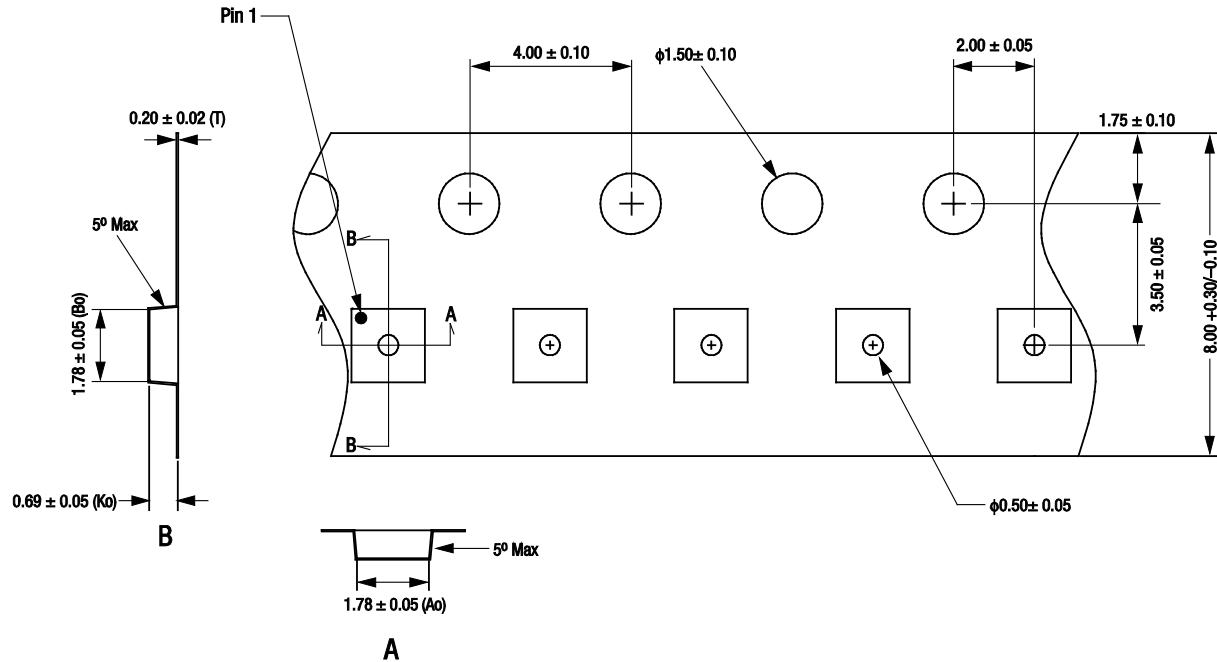 Pin 1
4.00 ± 0.10
ϕ1.50± 0.10
2.00 ± 0.05
0.20 ± 0.02 (T)
1.75 ± 0.10
5º Max
B
3.50 ± 0.05
8.00 +0.30/–0.10
A
A
1.78 ± 0.05 (Bo)
B
0.69 ± 0.05 (Ko)
ϕ0.50± 0.05
B
5º Max
1.78 ± 0.05 (Ao)
A